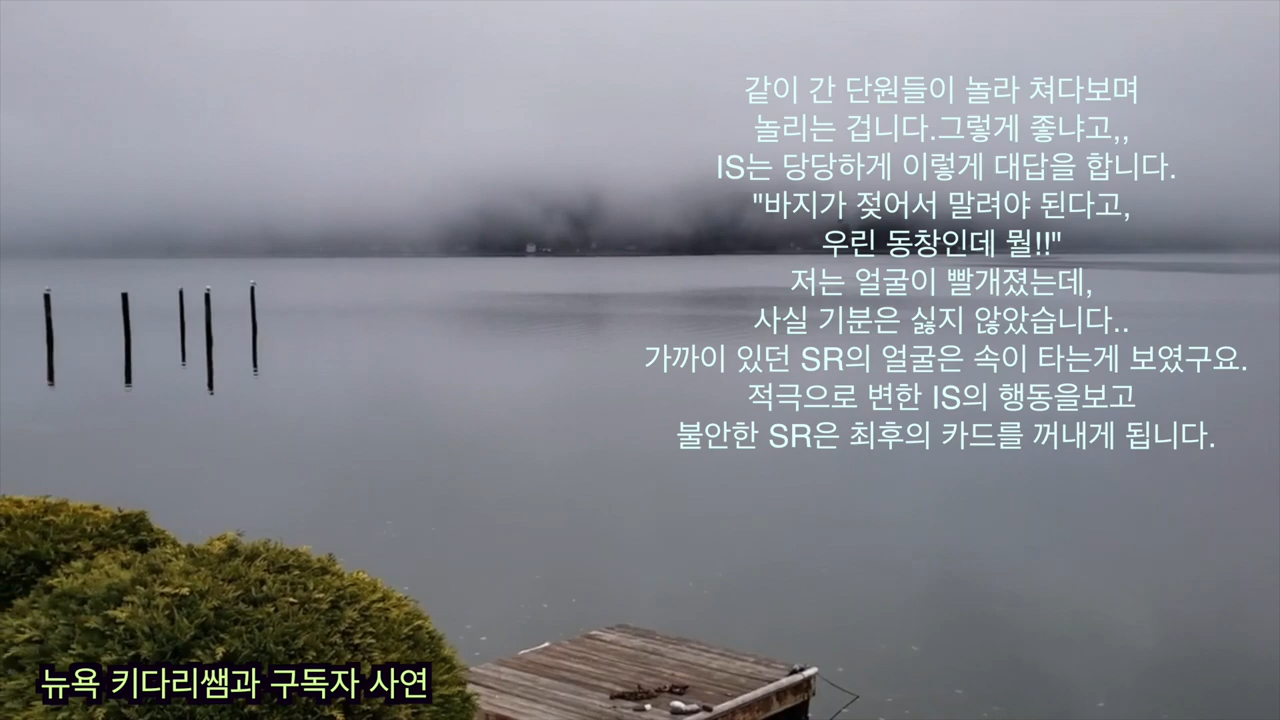 같이 간 단원들이 놀라 쳐다보며
놀리는 겁니다.그렇게 좋냐고,,
IS는 당당하게 이렇게 대답을 합니다.
"바지가 젖어서 말려야 된다고,
우린 동창인데 뭘!!"
저는 얼굴이 빨개졌는데,
사실 기분은 싫지 않았습니다..
가까이 있던 SR의 얼굴은 속이 타는게 보였구요.
적극으로 변한 IS의 행동을보고
불안한 SR은 최후의 카드를 꺼내게 됩니다.
뉴욕 키다리쌤과 구독자 사연